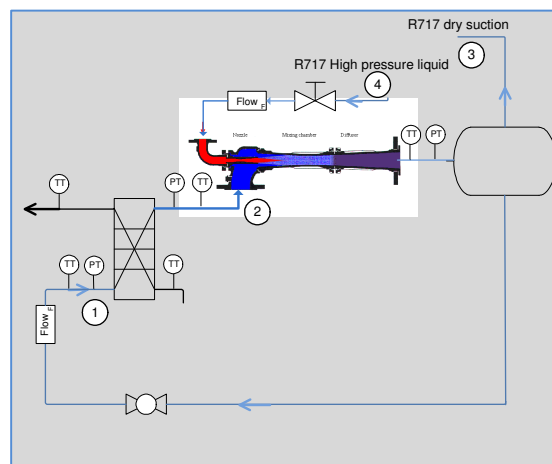 R717 dry suction
3
R717 High pressure liquid
4
Flow F
Nozzle
Mixing chamber
Diffuser
TT
PT
TT
PT
TT
2
TT
PT
TT
1
Flow F